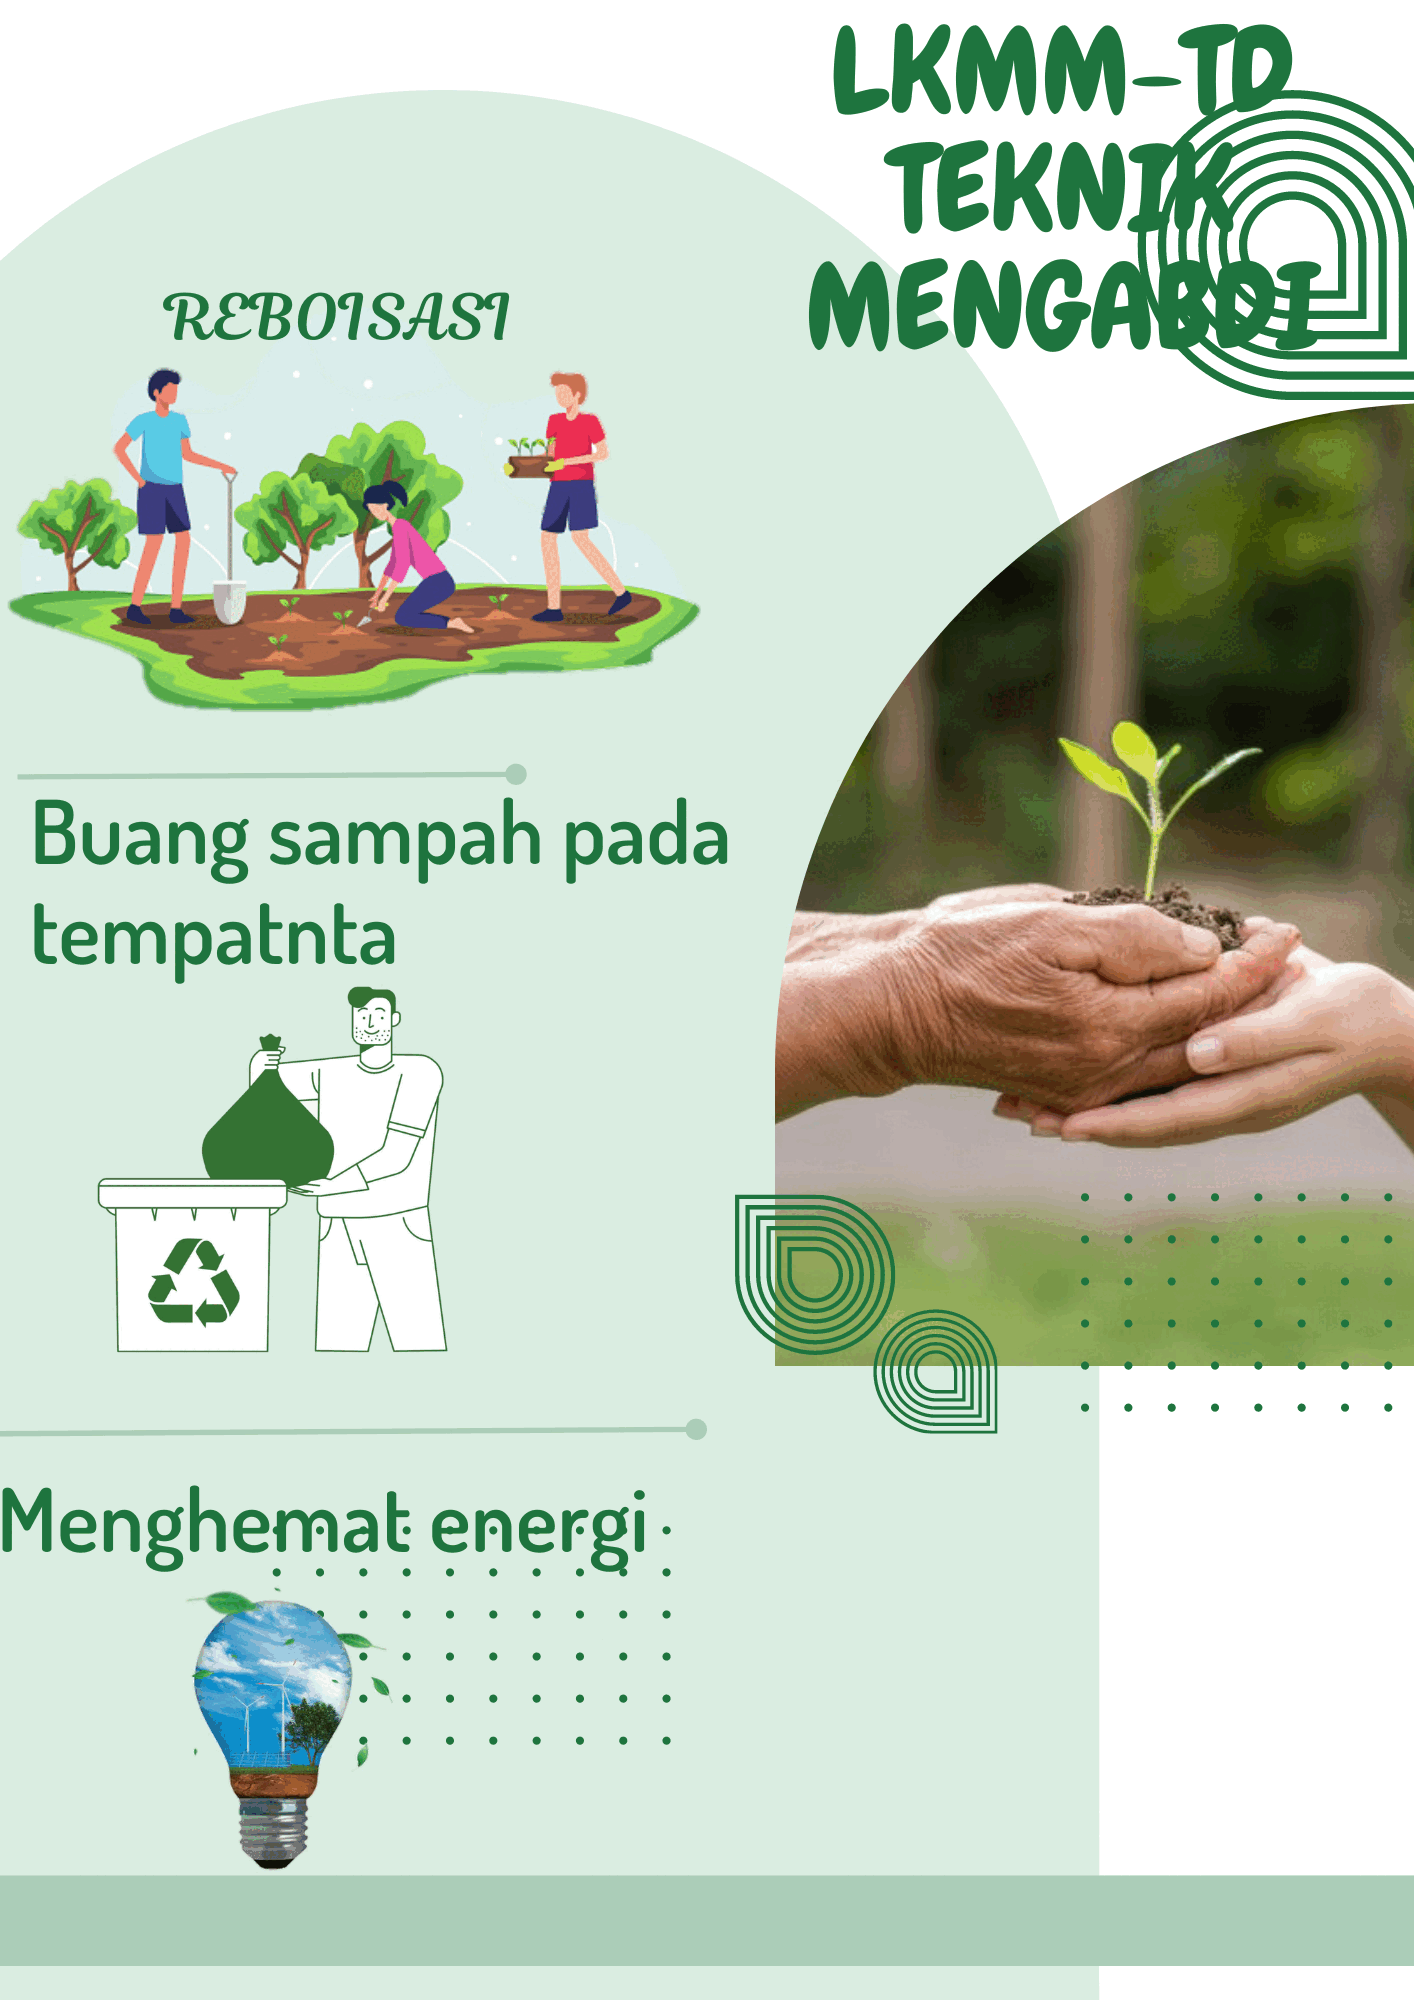 LKMM-TD
TEKNIK
MENGABDI
REBOISASI
Buang sampah pada
tempatnta
Menghemat energi